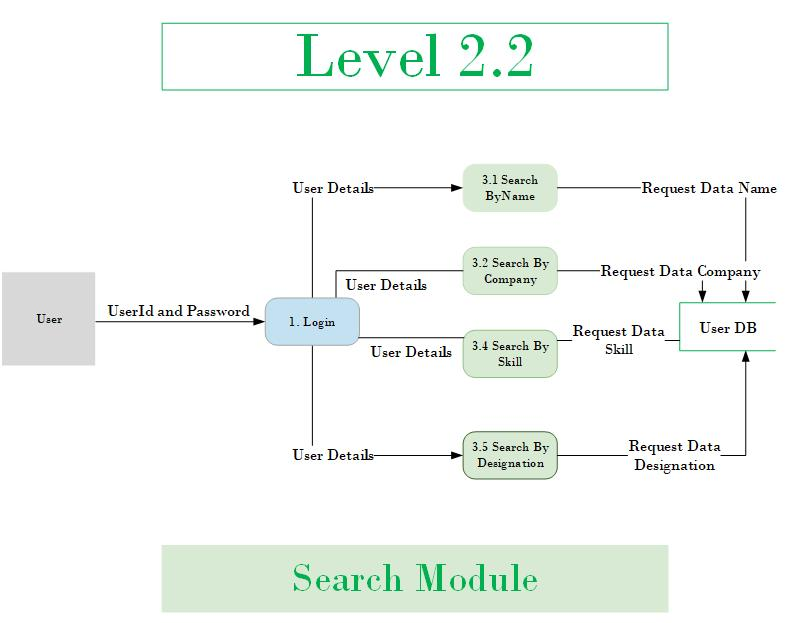 Level 2.2
User Details
3.1 Search
ByName
Request Data Name
3.2 Search By
Company
Request Data Company
User Details
User
UserId and Password
1. Login
User DB
3.4 Search By
Skill
Request Data
Skill
User Details
User Details
3.5 Search By
Designation
Request Data
Designation
Search Module